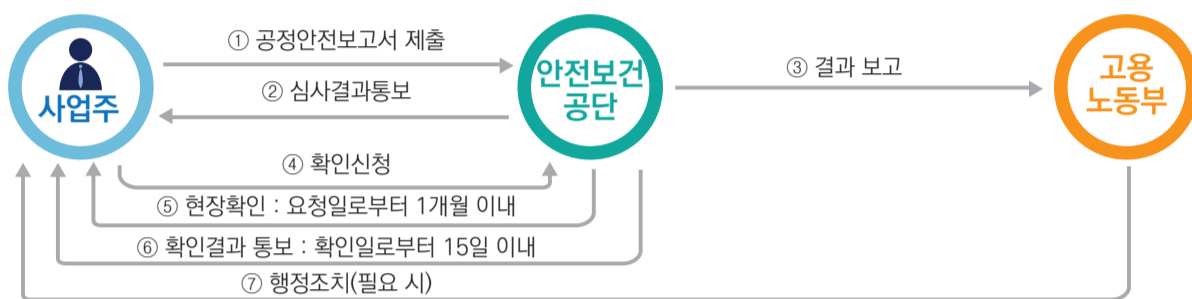 ① 공정안전보고서 제출
② 심사결과통보
③ 결과 보고
사업주
안전보건
공단
고용
노동부
④ 확인신청
⑤ 현장확인 : 요청일로부터 1개월 이내
⑥ 확인결과 통보 : 확인일로부터 15일 이내
⑦ 행정조치(필요 시)